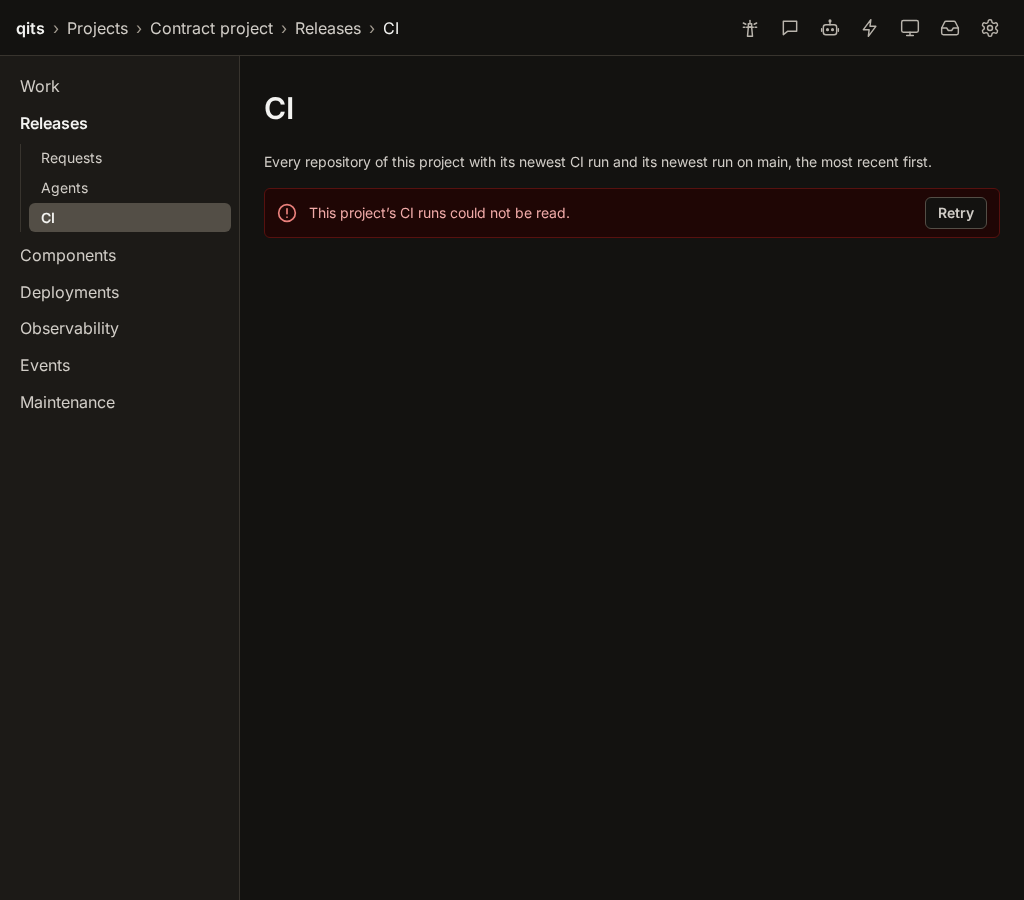 qits › Projects › Contract project › Releases › CI
Work
Releases
Requests
Agents
CI
Components
Deployments
Observability
Events
Maintenance
CI
Every repository of this project with its newest CI run and its newest run on main, the most recent first.
This project’s CI runs could not be read.
Retry